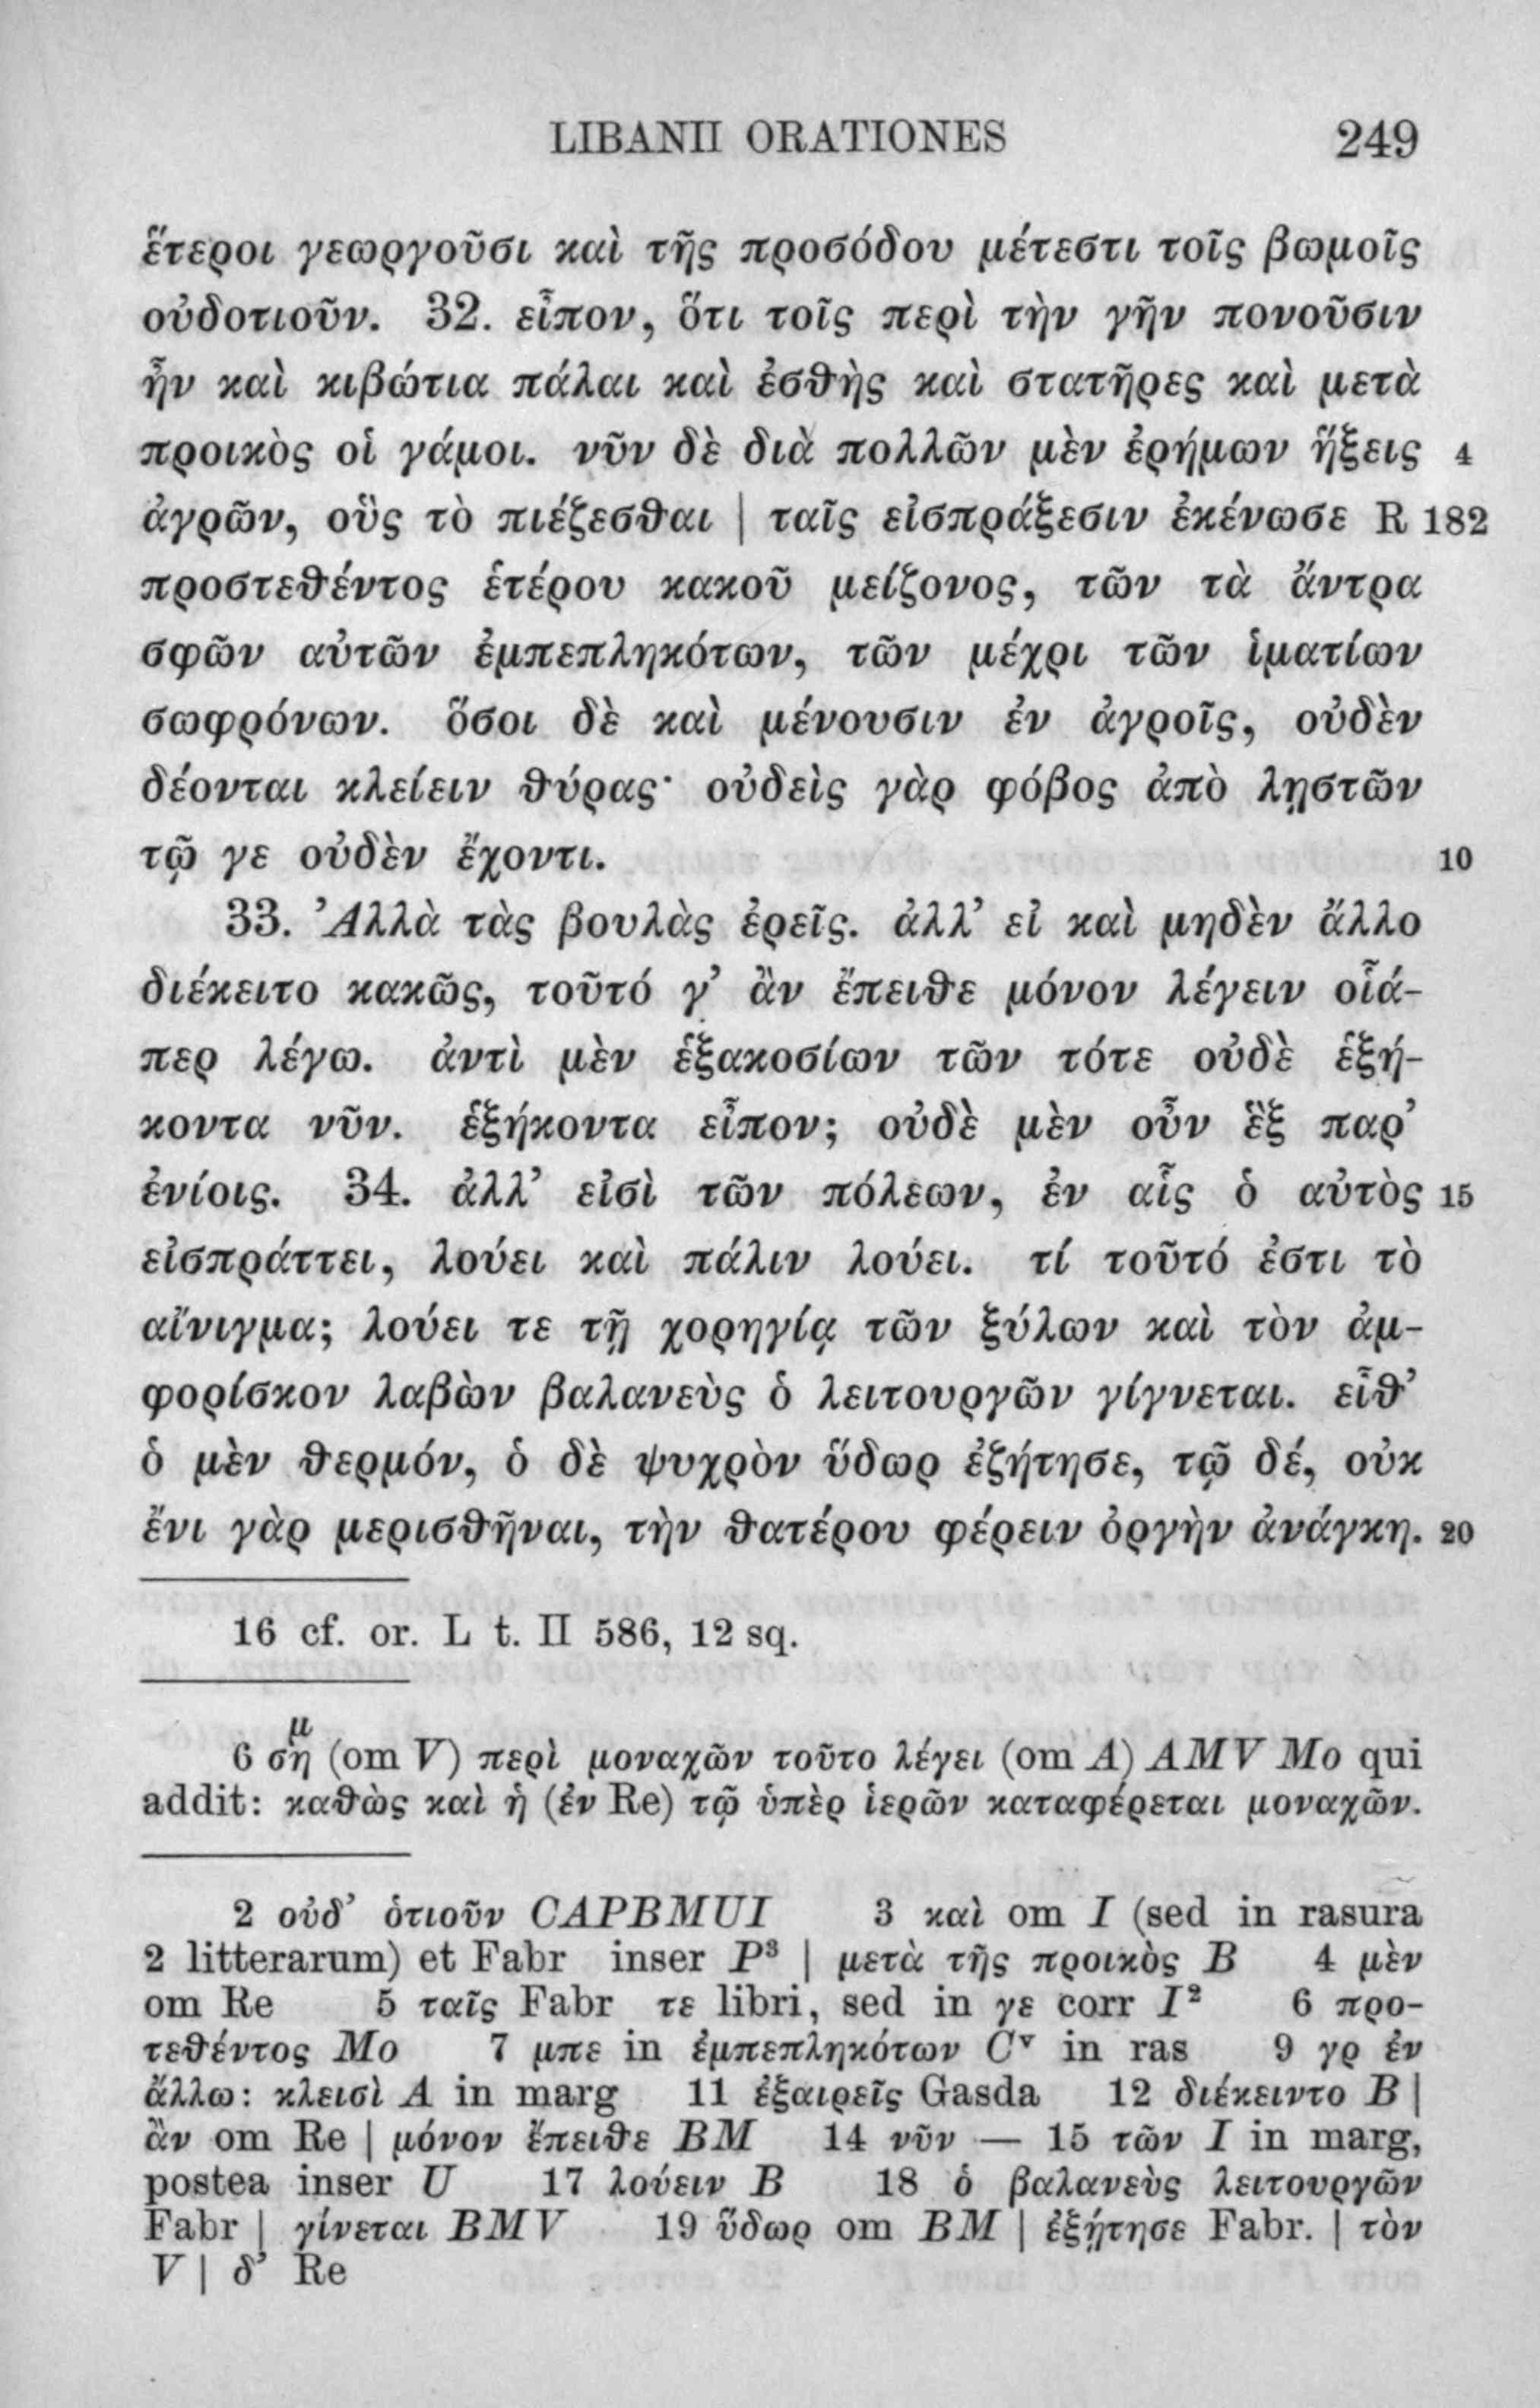 LIBANII ORATIONES 249
ἕτεροι γεωργοῦσι καὶ τῆς προσόδου μέτεστι τοῖς βωμοῖς
οὐδοτιοῦν. 32. εἶπον, ὅτι τοῖς περὶ τὴν γῆν πονοῦσιν
ἦν καὶ κιβώτια πάλαι καὶ ἐσθὴς καὶ στατῆρες καὶ μετὰ
προικὸς οἱ γάμοι. νῦν δὲ διὰ πολλῶν μὲν ἐρήμων ἥξεις 4
ἀγρῶν, οὓς τὸ πιέζεσθαι | ταῖς εἰσπράξεσιν ἐκένωσε R 182
προστεθέντος ἑτέρου κακοῦ μείζονος, τῶν τὰ ἄντρα
σφῶν αὐτῶν ἐμπεπληκότων, τῶν μέχρι τῶν ἱματίων
σωφρόνων. ὅσοι δὲ καὶ μένουσιν ἐν ἀγροῖς, οὐδὲν
δέονται κλείειν θύρας· οὐδεὶς γὰρ φόβος ἀπὸ λῃστῶν
τῷ γε οὐδὲν ἔχοντι. 10
33. Ἀλλὰ τὰς βουλὰς ἐρεῖς. ἀλλ’ εἰ καὶ μηδὲν ἄλλο
διέκειτο κακῶς, τοῦτό γ’ ἂν ἔπειθε μόνον λέγειν οἷά-
περ λέγω. ἀντὶ μὲν ἑξακοσίων τῶν τότε οὐδὲ ἑξή-
κοντα νῦν. ἑξήκοντα εἶπον; οὐδὲ μὲν οὖν ἓξ παρ’
ἐνίοις. 34. ἀλλ’ εἰσὶ τῶν πόλεων, ἐν αἷς ὁ αὐτὸς 15
εἰσπράττει, λούει καὶ πάλιν λούει. τί τοῦτό ἐστι τὸ
αἴνιγμα; λούει τε τῇ χορηγίᾳ τῶν ξύλων καὶ τὸν ἀμ-
φορίσκον λαβὼν βαλανεὺς ὁ λειτουργῶν γίγνεται. εἶθ’
ὁ μὲν θερμόν, ὁ δὲ ψυχρὸν ὕδωρ ἐζήτησε, τῷ δέ, οὐκ
ἔνι γὰρ μερισθῆναι, τὴν θατέρου φέρειν ὀργὴν ἀνάγκη. 20
16 cf. or. L t. II 586, 12 sq.
μ
6 ση (om V) περὶ μοναχῶν τοῦτο λέγει (om A) AMV Mo qui
addit: καθὼς καὶ ἡ (ἐν Re) τῷ ὑπὲρ ἱερῶν καταφέρεται μοναχῶν.
2 οὐδ’ ὁτιοῦν CAPBMUI 3 καὶ om I (sed in rasura
2 litterarum) et Fabr inser P³ | μετὰ τῆς προικὸς B 4 μὲν
om Re 5 ταῖς Fabr τε libri, sed in γε corr I² 6 προ-
τεθέντος Mo 7 μπε in ἐμπεπληκότων Cᵛ in ras 9 γρ ἐν
ἄλλω: κλεισὶ A in marg 11 ἐξαιρεῖς Gasda 12 διέκειντο B |
ἂν om Re | μόνον ἔπειθε BM 14 νῦν — 15 τῶν I in marg,
postea inser U 17 λούειν B 18 ὁ βαλανεὺς λειτουργῶν
Fabr | γίνεται BMV 19 ὕδωρ om BM | ἐξῄτησε Fabr. | τὸν
V | δ’ Re